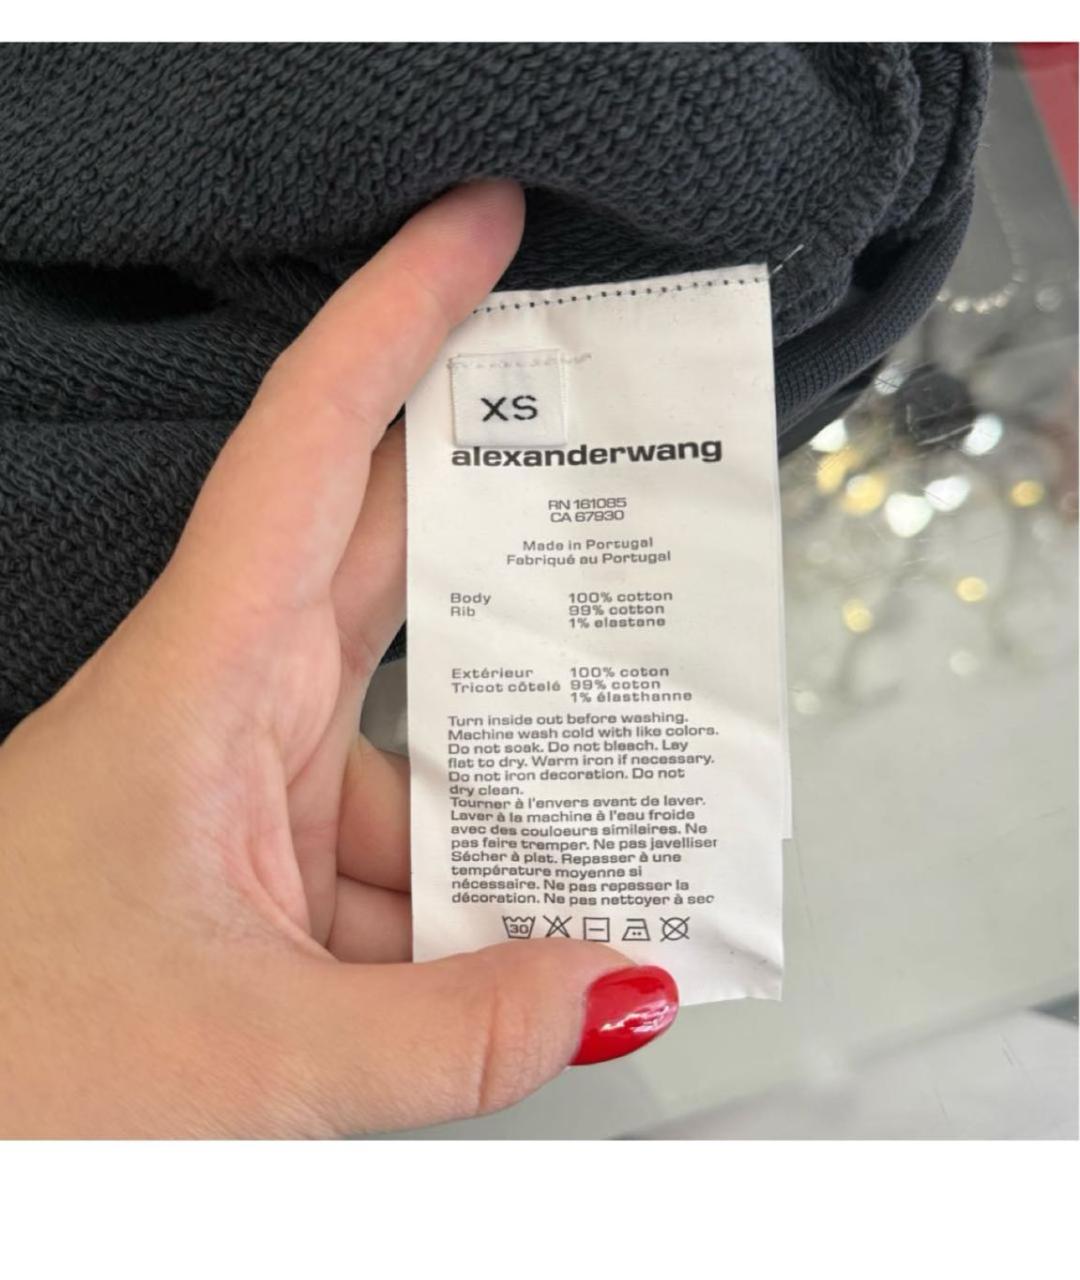 XS
alexanderwang
RN 161085
CA 67930
Made in Portugal
Fabriqué au Portugal
Body 100% cotton
Rib 99% cotton
1% elastane
Extérieur 100% coton
Tricot côtelé 99% coton
1% élasthanne
Turn inside out before washing.
Machine wash cold with like colors.
Do not soak. Do not bleach. Lay
flat to dry. Warm iron if necessary.
Do not iron decoration. Do not
dry clean.
Tourner à l'envers avant de laver.
Laver à la machine à l'eau froide
avec des couloeurs similaires. Ne
pas faire tremper. Ne pas javelliser
Sécher à plat. Repasser à une
température moyenne si
nécessaire. Ne pas repasser la
décoration. Ne pas nettoyer à sec
30